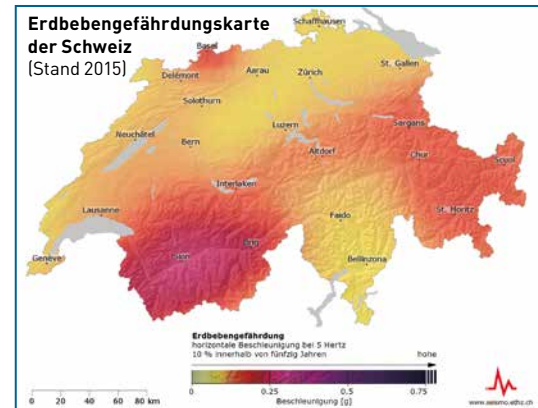 Erdbebengefährdungskarte
der Schweiz
(Stand 2015)
Schaffhausen
Basel
Delémont
Aarau
Zürich
St. Gallen
Solothurn
Neuchâtel
Bern
Luzern
Sargans
Altdorf
Chur
Scuol
Interlaken
Lausanne
Faido
St. Moritz
Genève
Sion
Brig
Bellinzona
Erdbebengefährdung
horizontale Beschleunigung bei 5 Hertz
10 % innerhalb von fünfzig Jahren
hohe
0 0.25 0.5 0.75
Beschleunigung [g]
0 20 40 60 80 km
www.seismo.ethz.ch